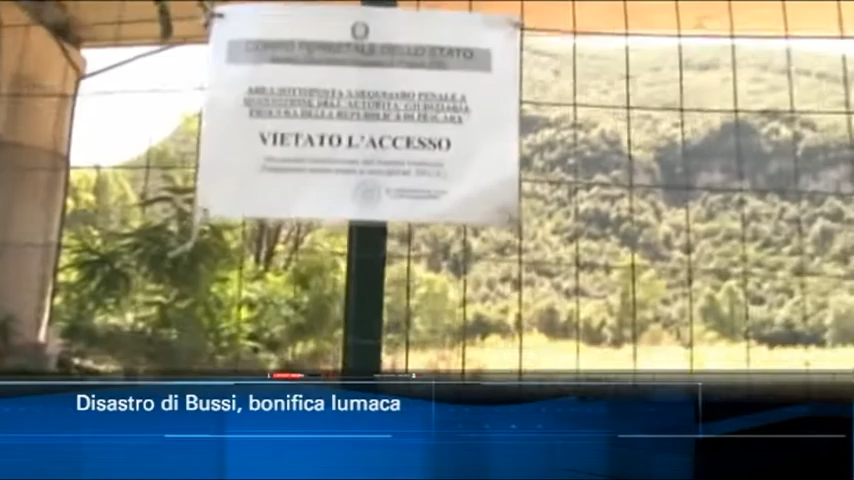 CORPO FORESTALE DELLO STATO
AREA SOTTOPOSTA A SEQUESTRO PENALE A
DISPOSIZIONE DELL'AUTORITÀ GIUDIZIARIA
PROCURA DELLA REPUBBLICA DI PESCARA
VIETATO L'ACCESSO
Disastro di Bussi, bonifica lumaca